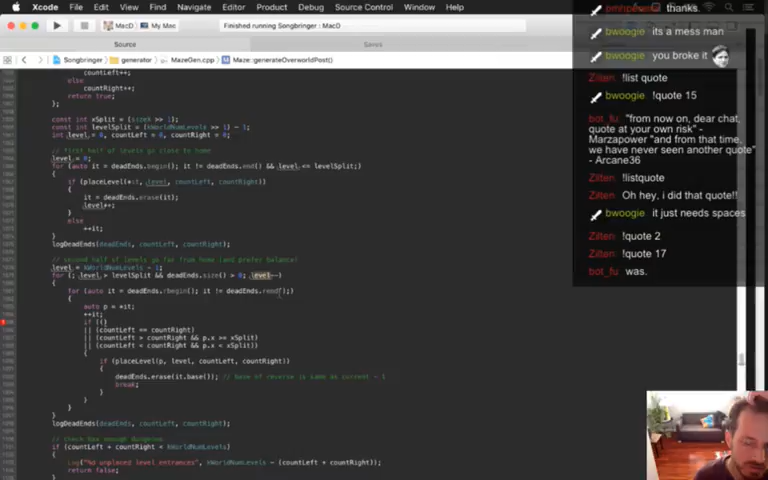 Xcode File Edit View Find Navigate Editor Product Debug Source Control Window Help
MacD My Mac
Finished running Songbringer : MacD
Source
Songbringer generator MazeGen.cpp Maze::generateOverworldPost()
countLeft++;
else
countRight++;
return true;
};
const int xSplit = (sizeX >> 1);
const int levelSplit = (kWorldNumLevels >> 1) - 1;
int level = 0, countLeft = 0, countRight = 0;
// first half of levels go close to home
level = 0;
for (auto it = deadEnds.begin(); it != deadEnds.end() && level <= levelSplit;)
{
if (placeLevel(*it, level, countLeft, countRight))
{
it = deadEnds.erase(it);
level++;
}
else
++it;
}
logDeadEnds(deadEnds, countLeft, countRight);
// second half of levels go far from home (and prefer balance)
level = kWorldNumLevels - 1;
for (; level > levelSplit && deadEnds.size() > 0; level--)
{
for (auto it = deadEnds.rbegin(); it != deadEnds.rend();)
{
auto p = *it;
++it;
if (()
|| (countLeft == countRight)
|| (countLeft > countRight && p.x >= xSplit)
|| (countLeft < countRight && p.x < xSplit))
{
if (placeLevel(p, level, countLeft, countRight))
{
deadEnds.erase(it.base()); // base of reverse is same as current - 1
break;
}
}
}
}
logDeadEnds(deadEnds, countLeft, countRight);
if (countLeft + countRight < kWorldNumLevels)
{
Log("%d unplaced level entrances", kWorldNumLevels - (countLeft + countRight));
return false;
thanks.
bwoogie its a mess man
bwoogie you broke it
Zilten: !list quote
bwoogie !quote 15
bot_fu: "from now on, dear chat,
quote at your own risk" -
Marzapower "and from that time,
we have never seen another quote"
- Arcane36
Zilten: !listquote
Zilten: Oh hey, i did that quote!!
bwoogie it just needs spaces
Zilten: !quote 2
Zilten: !quote 17
bot_fu: was.